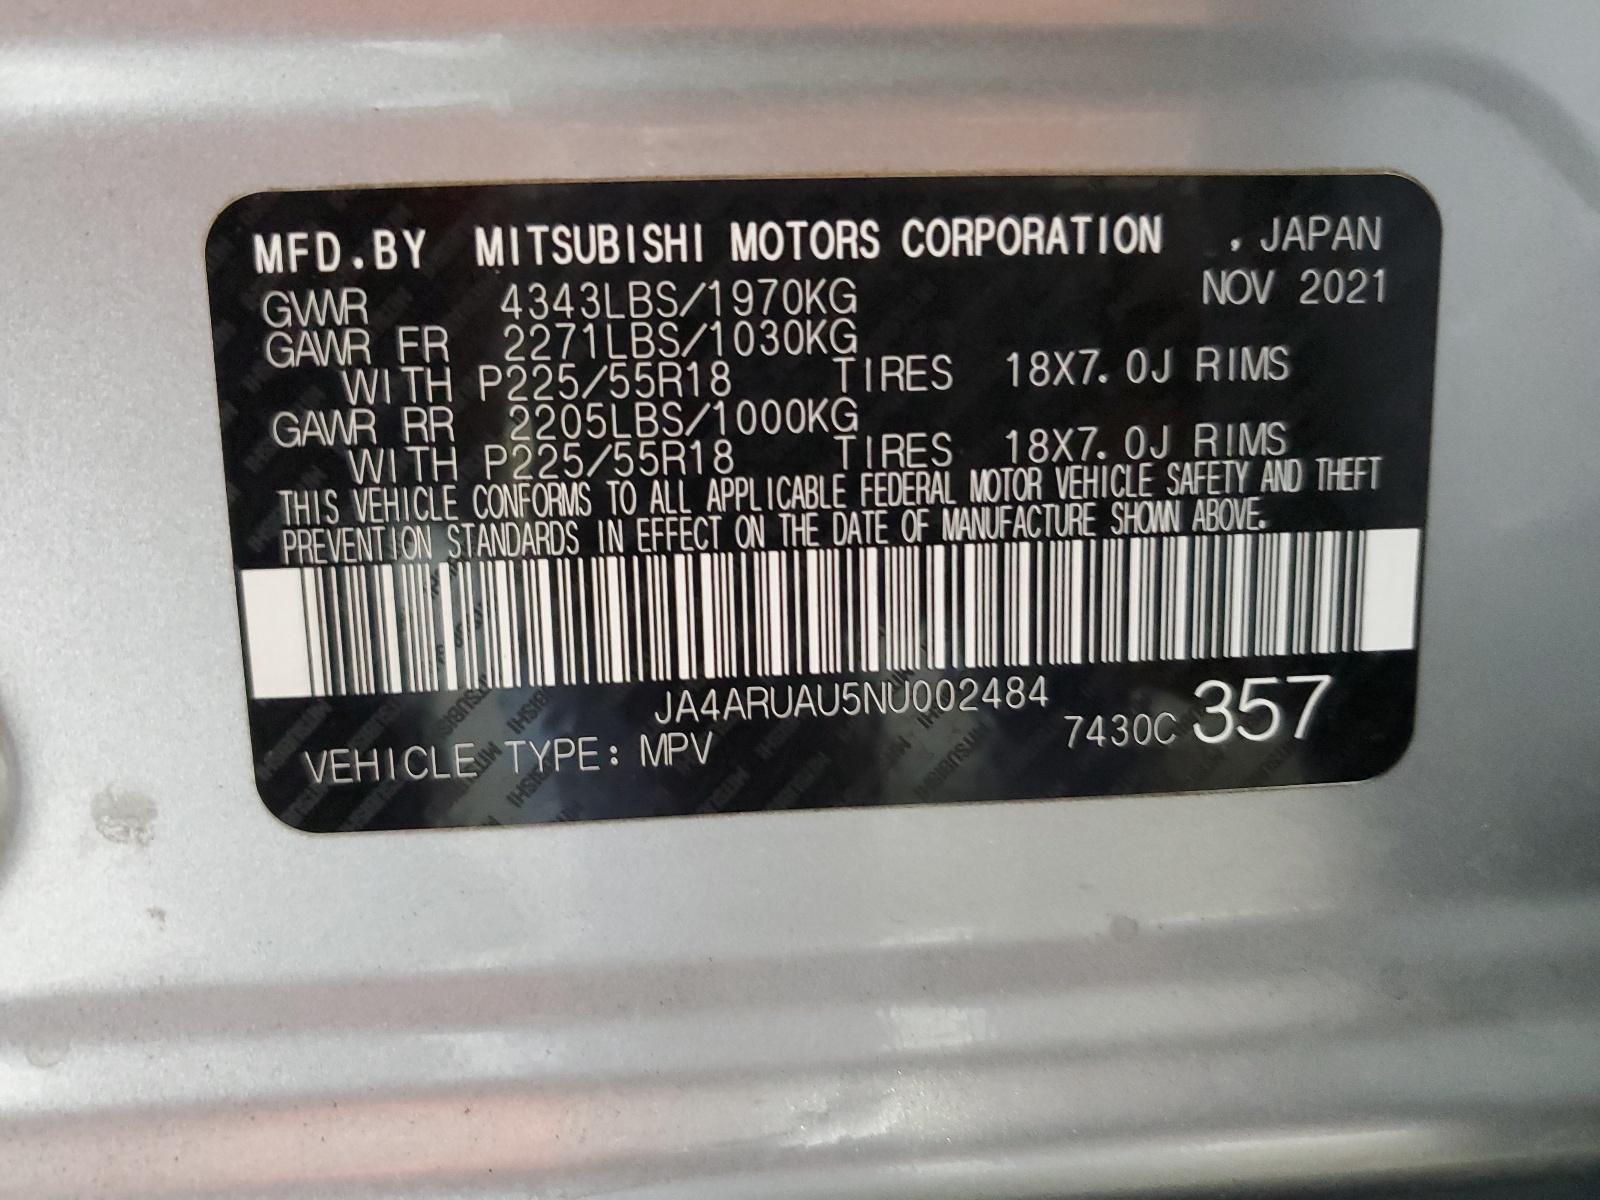 MFD.BY MITSUBISHI MOTORS CORPORATION , JAPAN
GVWR 4343LBS/1970KG NOV 2021
GAWR FR 2271LBS/1030KG
WITH P225/55R18 TIRES 18X7.0J RIMS
GAWR RR 2205LBS/1000KG
WITH P225/55R18 TIRES 18X7.0J RIMS
THIS VEHICLE CONFORMS TO ALL APPLICABLE FEDERAL MOTOR VEHICLE SAFETY AND THEFT
PREVENTION STANDARDS IN EFFECT ON THE DATE OF MANUFACTURE SHOWN ABOVE.
JA4ARUAU5NU002484
7430C 357
VEHICLE TYPE: MPV